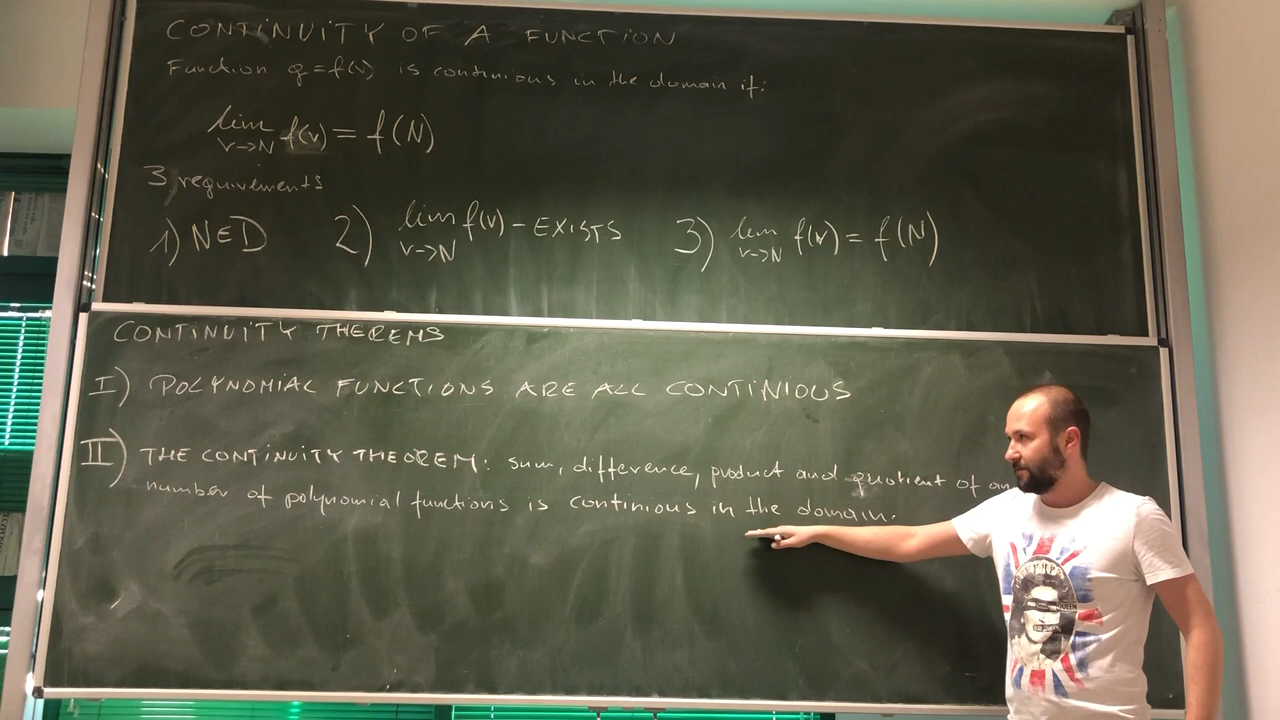 CONTINUITY OF A FUNCTION
Function q=f(v) is continious in the domain if:
lim f(v) = f(N)
v→N
3 requirements
1) NED 2) lim f(v) - EXISTS 3) lim f(v) = f(N)
v→N v→N
CONTINUITY THEREMS
I) POLYNOMIAL FUNCTIONS ARE ALL CONTINIOUS
II) THE CONTINUITY THEOREM: sum, difference, product and quotient of
number of polynomial functions is continious in the domain.